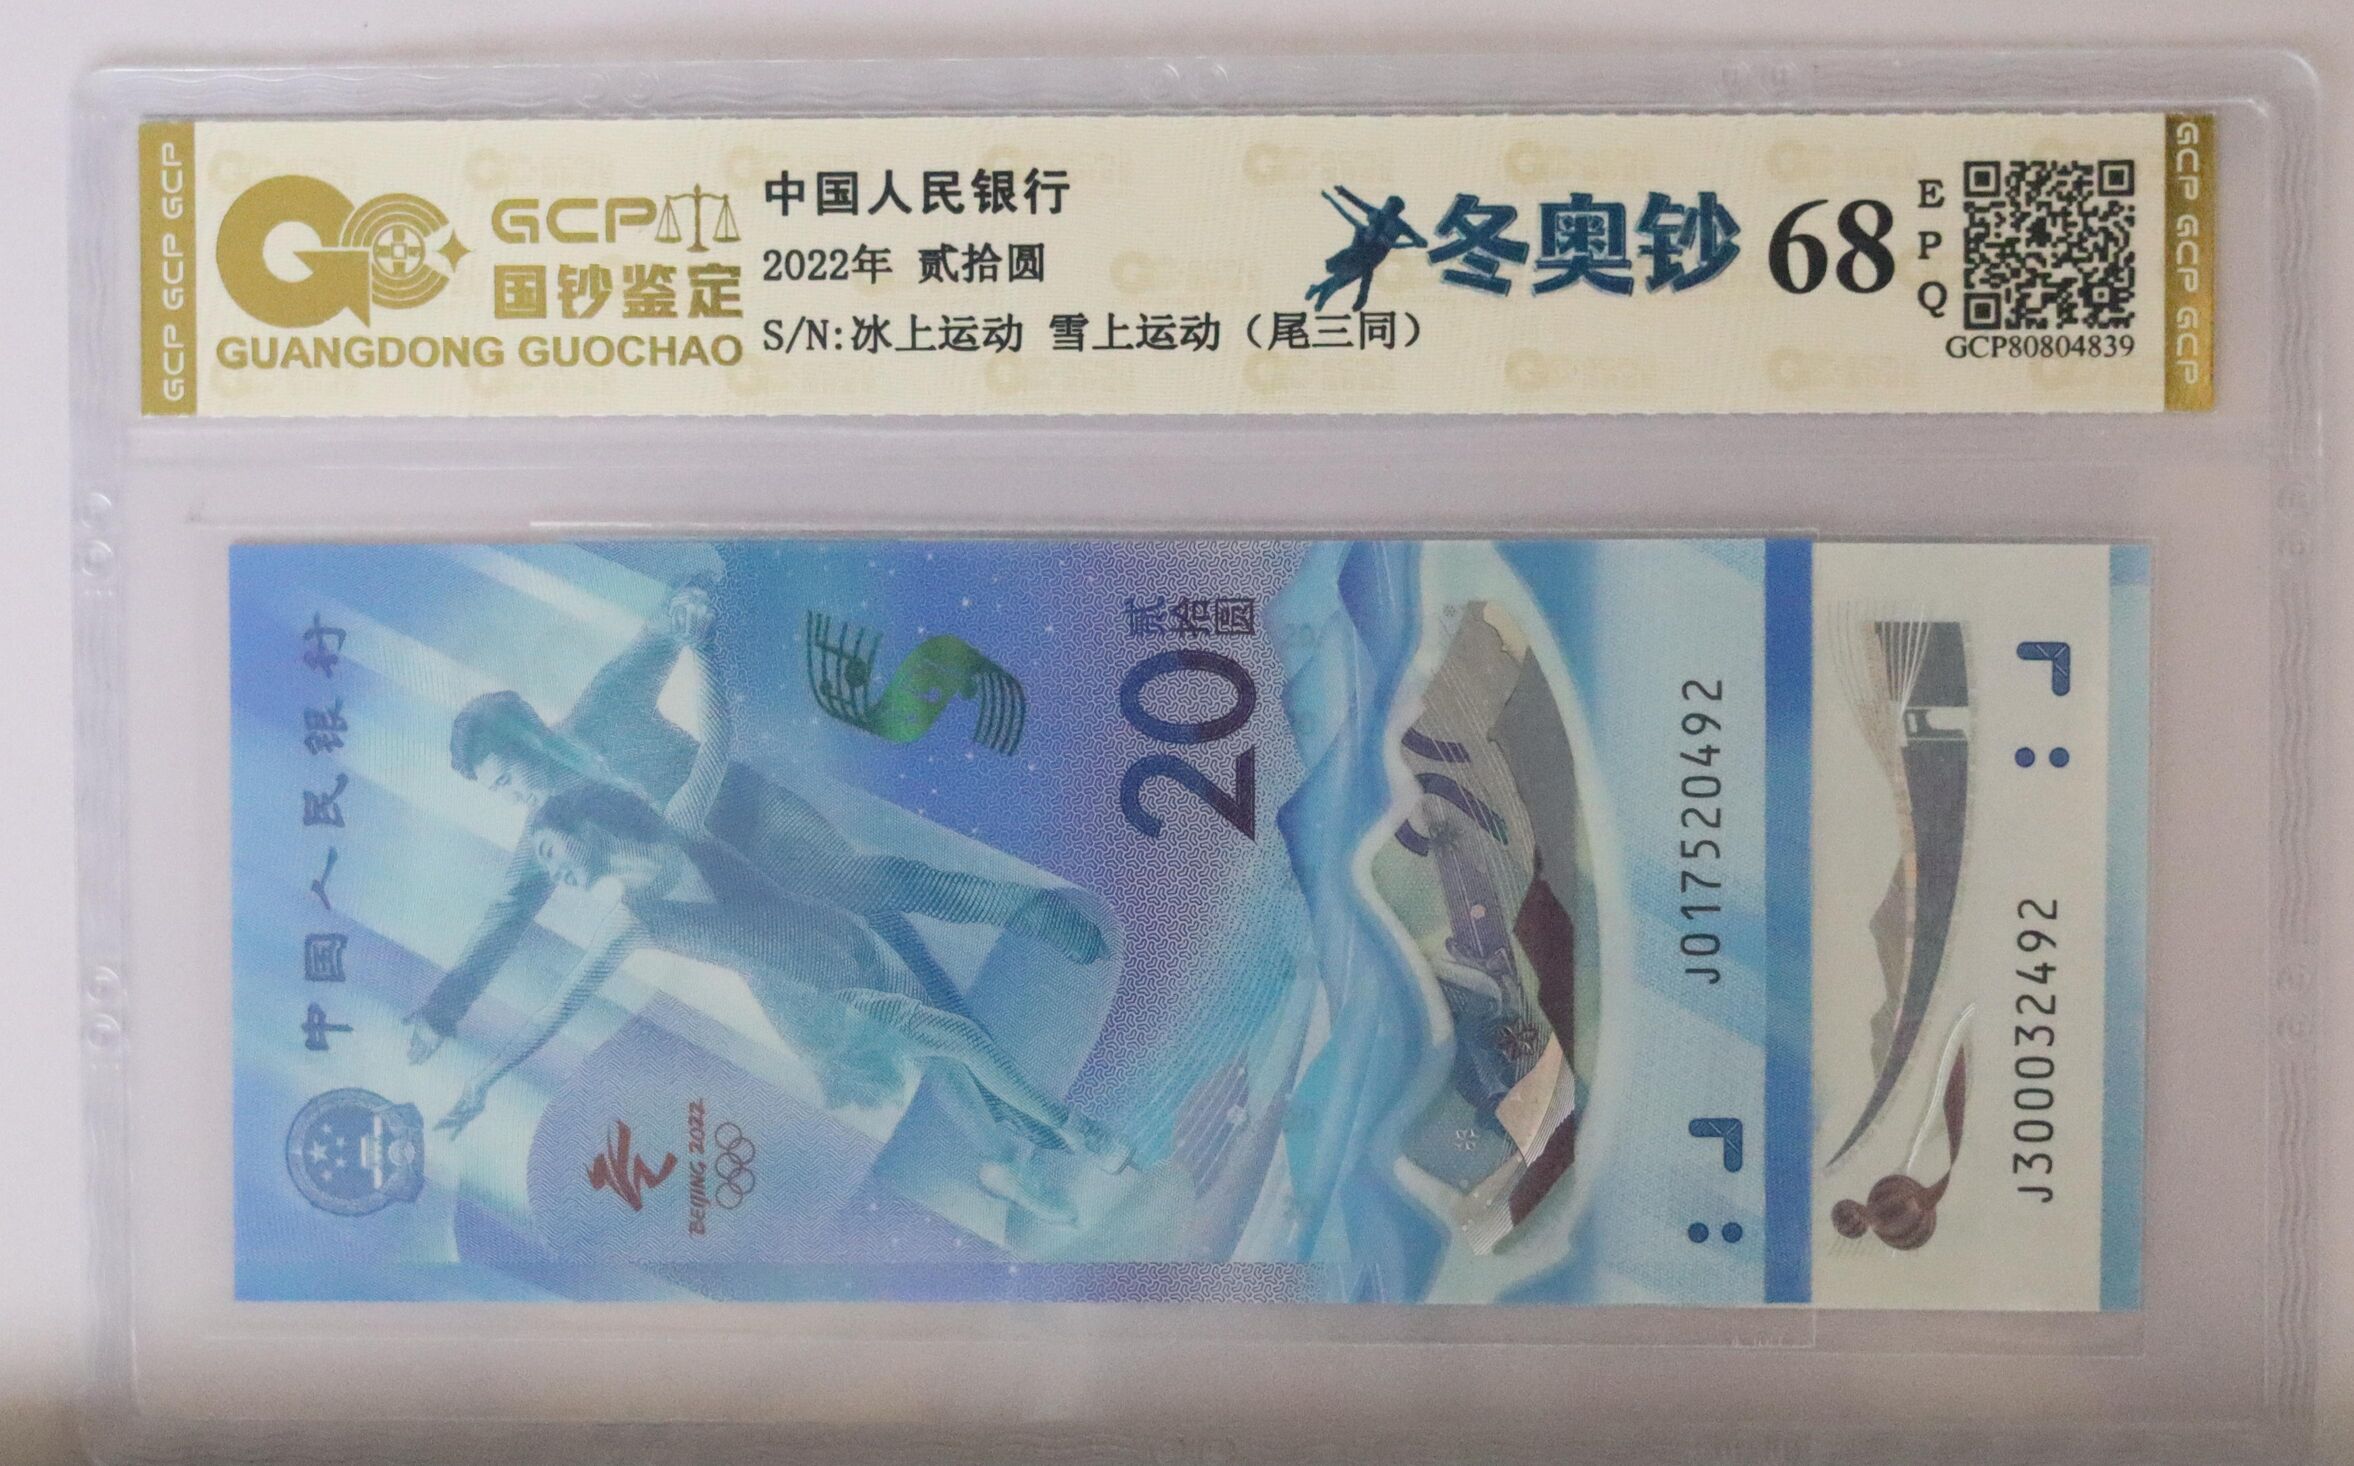 GCP GCP GCP
GCP
国钞鉴定
GUANGDONG GUOCHAO
中国人民银行
2022年 贰拾圆
S/N:冰上运动 雪上运动（尾三同）
冬奥钞
68
EPQ
GCP80804839
GCP GCP GCP
中国人民银行
BEIJING 2022
贰拾圆
20
J017520492
J300032492